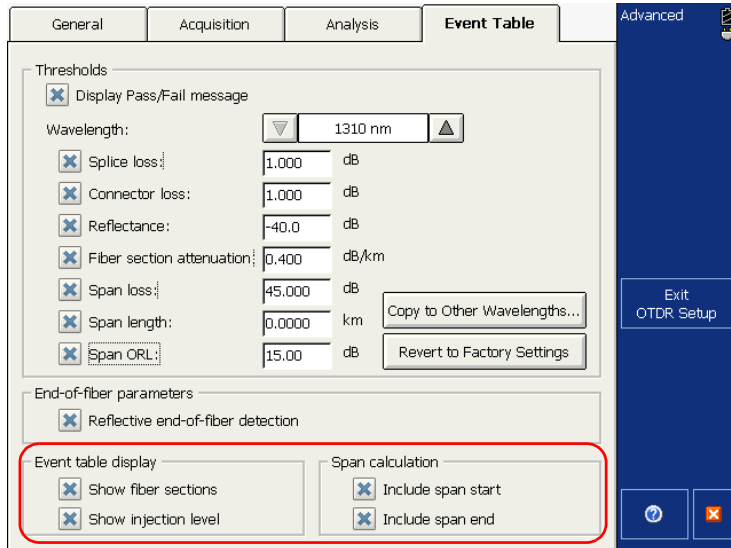 General
Acquisition
Analysis
Event Table
Advanced
Thresholds
Display Pass/Fail message
Wavelength:
1310 nm
Splice loss:
1.000
dB
Connector loss:
1.000
dB
Reflectance:
-40.0
dB
Fiber section attenuation:
0.400
dB/km
Span loss:
45.000
dB
Span length:
0.0000
km
Span ORL:
15.00
dB
Copy to Other Wavelengths...
Revert to Factory Settings
Exit
OTDR Setup
End-of-fiber parameters
Reflective end-of-fiber detection
Event table display
Show fiber sections
Show injection level
Span calculation
Include span start
Include span end